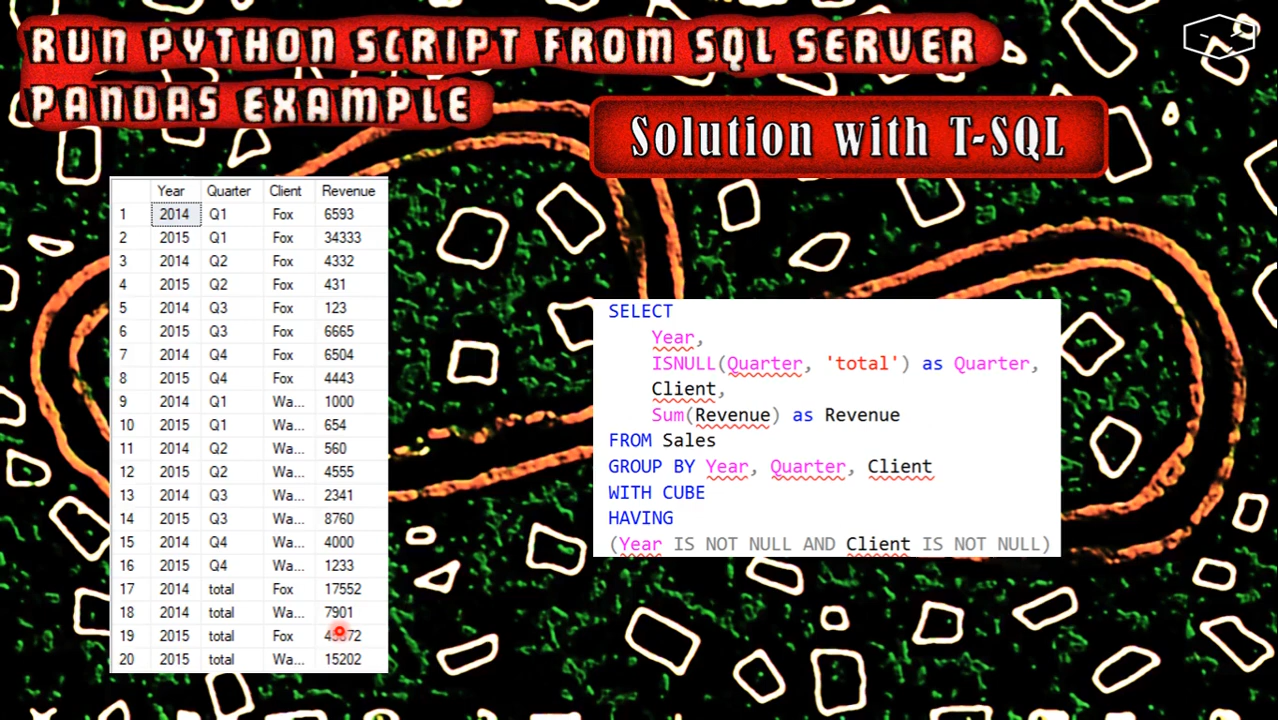 RUN PYTHON SCRIPT FROM SQL SERVER
PANDAS EXAMPLE
Solution with T-SQL
Year Quarter Client Revenue
1 2014 Q1 Fox 6593
2 2015 Q1 Fox 34333
3 2014 Q2 Fox 4332
4 2015 Q2 Fox 431
5 2014 Q3 Fox 123
6 2015 Q3 Fox 6665
7 2014 Q4 Fox 6504
8 2015 Q4 Fox 4443
9 2014 Q1 Wa... 1000
10 2015 Q1 Wa... 654
11 2014 Q2 Wa... 560
12 2015 Q2 Wa... 4555
13 2014 Q3 Wa... 2341
14 2015 Q3 Wa... 8760
15 2014 Q4 Wa... 4000
16 2015 Q4 Wa... 1233
17 2014 total Fox 17552
18 2014 total Wa... 7901
19 2015 total Fox
20 2015 total Wa... 15202
SELECT
Year,
ISNULL(Quarter, 'total') as Quarter,
Client,
Sum(Revenue) as Revenue
FROM Sales
GROUP BY Year, Quarter, Client
WITH CUBE
HAVING
(Year IS NOT NULL AND Client IS NOT NULL)